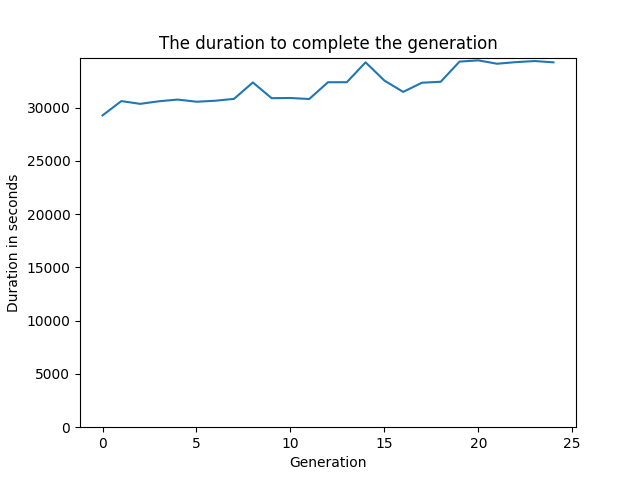 The duration to complete the generation
30000
25000
20000
15000
10000
5000
0
Duration in seconds
0 5 10 15 20 25
Generation